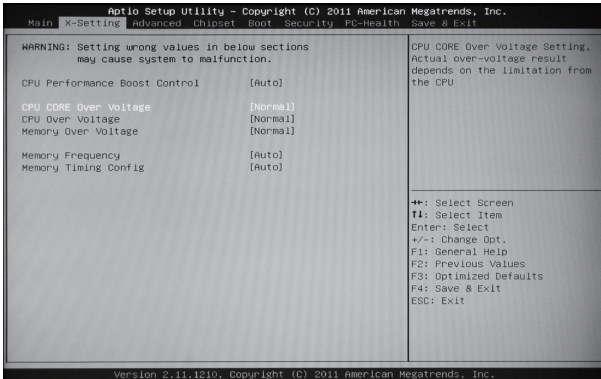 Aptio Setup Utility – Copyright (C) 2011 American Megatrends, Inc.
Main X-Setting Advanced Chipset Boot Security PC-Health Save & Exit
WARNING: Setting wrong values in below sections
may cause system to malfunction.
CPU Performance Boost Control [Auto]
CPU CORE Over Voltage [Normal]
CPU Over Voltage [Normal]
Memory Over Voltage [Normal]
Memory Frequency [Auto]
Memory Timing Config [Auto]
CPU CORE Over Voltage Setting,
Actual over-voltage result
depends on the limitation from
the CPU
→←: Select Screen
↑↓: Select Item
Enter: Select
+/-: Change Opt.
F1: General Help
F2: Previous Values
F3: Optimized Defaults
F4: Save & Exit
ESC: Exit
Version 2.11.1210. Copyright (C) 2011 American Megatrends, Inc.